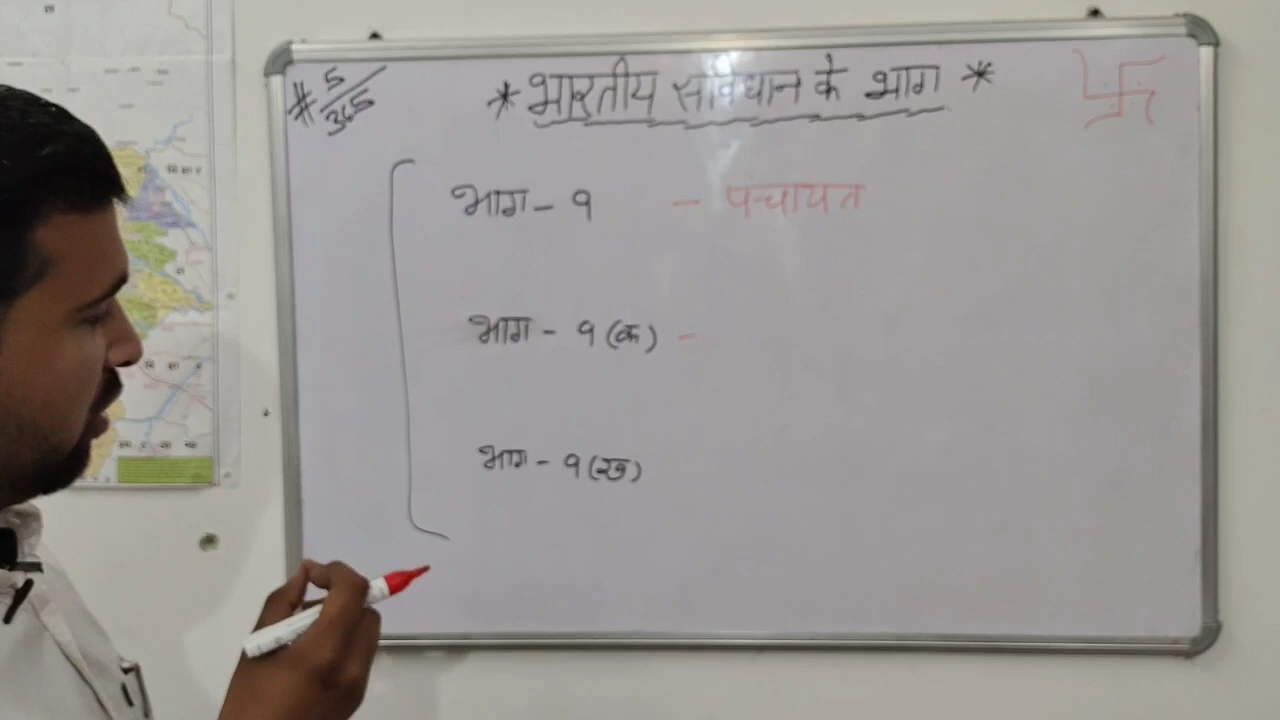 # 5/365
* भारतीय संविधान के भाग *
भाग - 9 - पंचायत
भाग - 9 (क) -
भाग - 9 (ख)